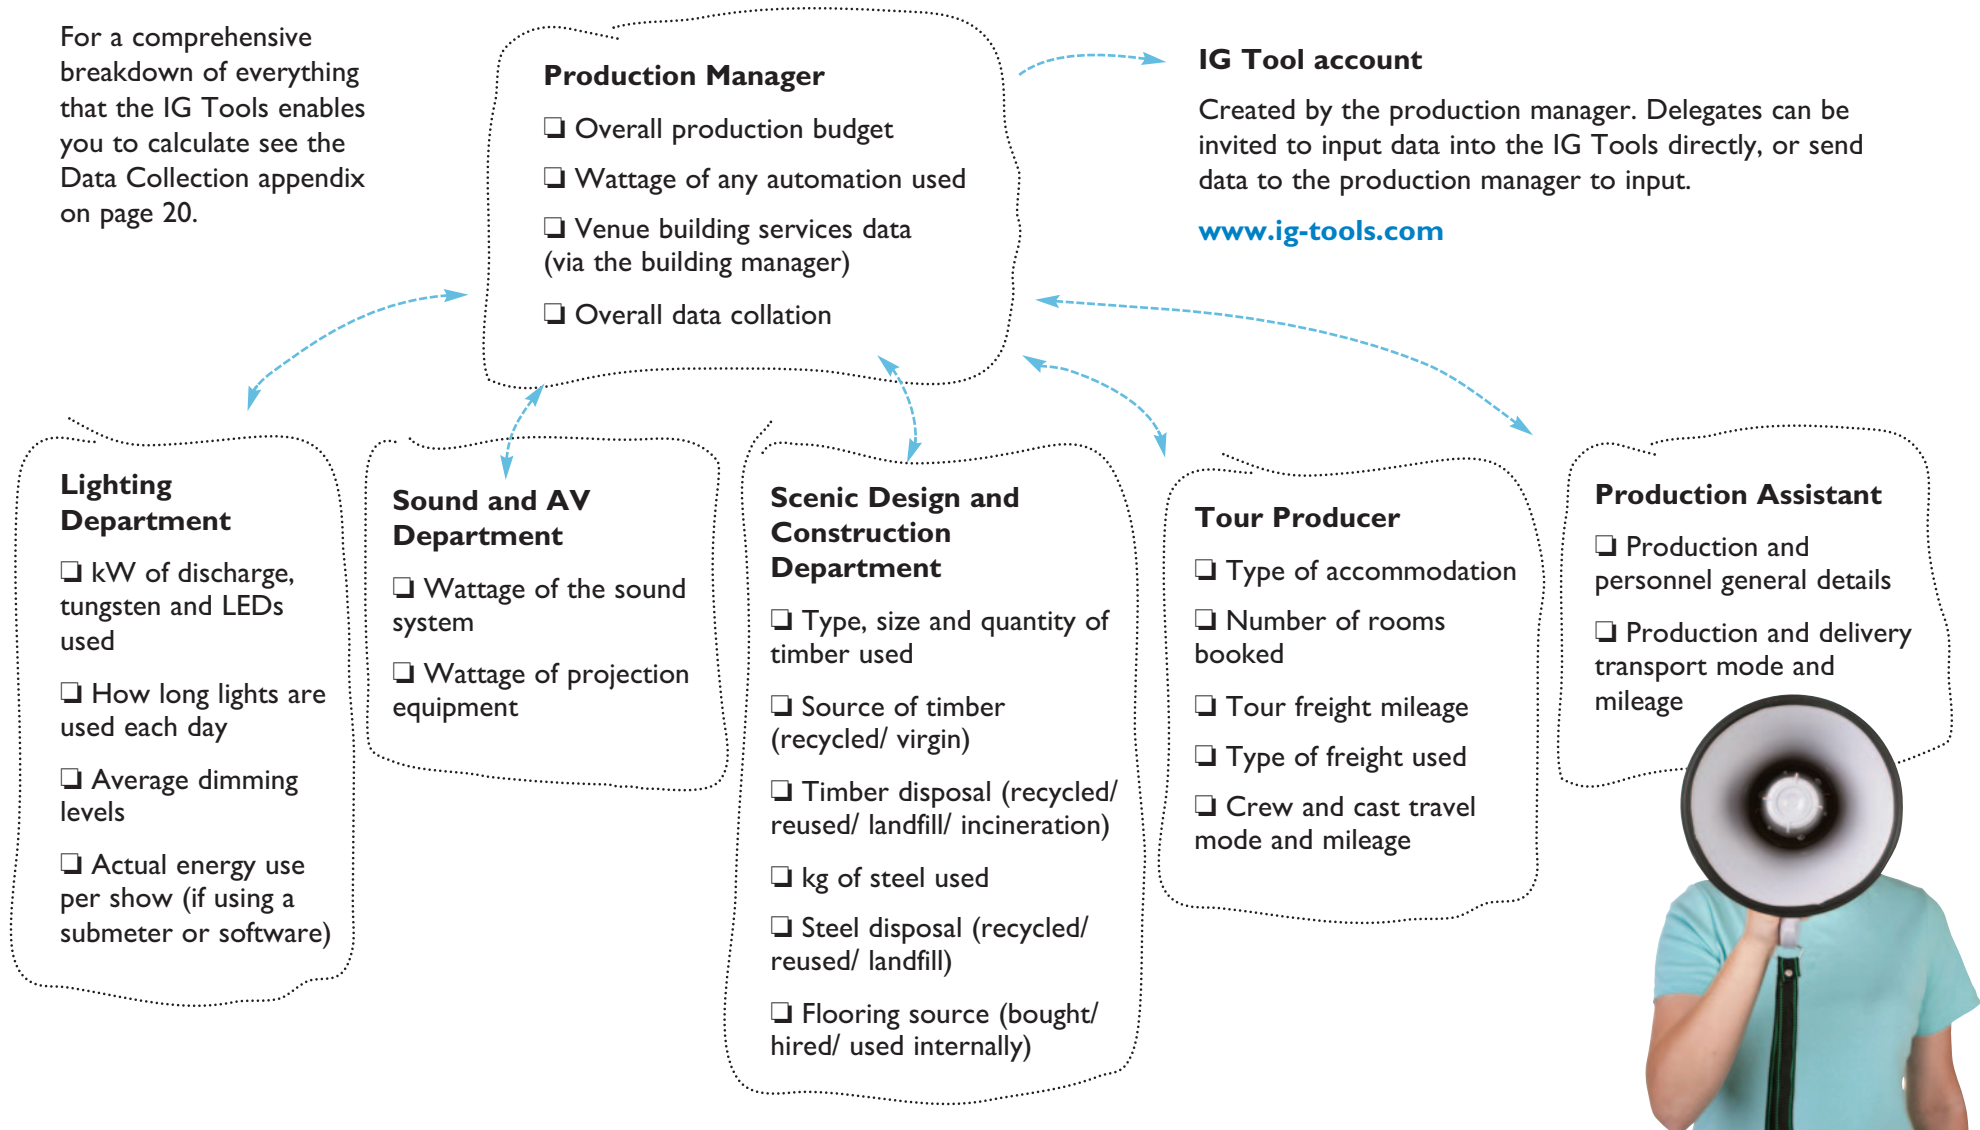 For a comprehensive
breakdown of everything
that the IG Tools enables
you to calculate see the
Data Collection appendix
on page 20.
Production Manager
❏ Overall production budget
❏ Wattage of any automation used
❏ Venue building services data
(via the building manager)
❏ Overall data collation
IG Tool account
Created by the production manager. Delegates can be
invited to input data into the IG Tools directly, or send
data to the production manager to input.
www.ig-tools.com
Lighting
Department
❏ kW of discharge,
tungsten and LEDs
used
❏ How long lights are
used each day
❏ Average dimming
levels
❏ Actual energy use
per show (if using a
submeter or software)
Sound and AV
Department
❏ Wattage of the sound
system
❏ Wattage of projection
equipment
Scenic Design and
Construction
Department
❏ Type, size and quantity of
timber used
❏ Source of timber
(recycled/ virgin)
❏ Timber disposal (recycled/
reused/ landfill/ incineration)
❏ kg of steel used
❏ Steel disposal (recycled/
reused/ landfill)
❏ Flooring source (bought/
hired/ used internally)
Tour Producer
❏ Type of accommodation
❏ Number of rooms
booked
❏ Tour freight mileage
❏ Type of freight used
❏ Crew and cast travel
mode and mileage
Production Assistant
❏ Production and
personnel general details
❏ Production and delivery
transport mode and
mileage